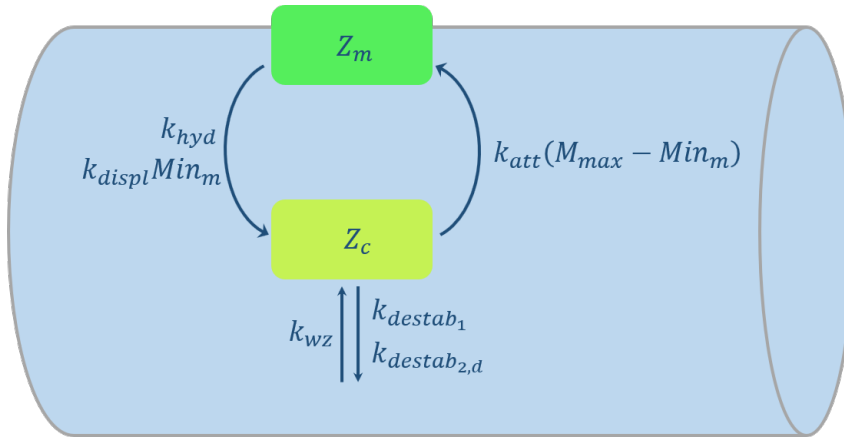 Z_m
k_hyd
k_displ Min_m
k_att(M_max − Min_m)
Z_c
k_wz
k_destab_1
k_destab_2,d